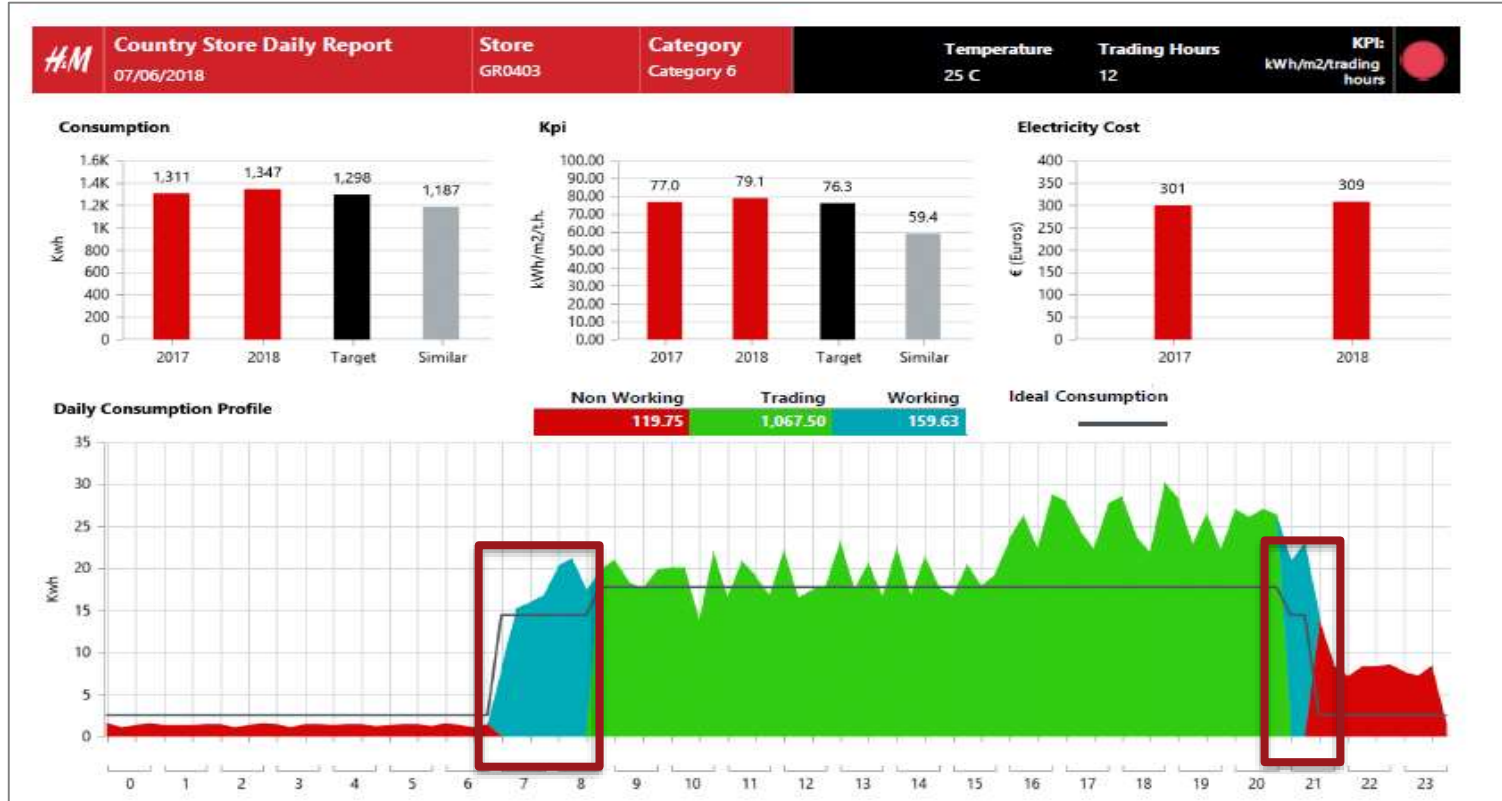 H&M
Country Store Daily Report
07/06/2018
Store
GR0403
Category
Category 6
Temperature
25 C
Trading Hours
12
KPI:
kWh/m2/trading
hours
Consumption
Kwh
1.6K
1.4K
1.2K
1K
800
600
400
200
0
1,311
1,347
1,298
1,187
2017 2018 Target Similar
Kpi
kWh/m2/t.h.
100.00
90.00
80.00
70.00
60.00
50.00
40.00
30.00
20.00
10.00
0.00
77.0
79.1
76.3
59.4
2017 2018 Target Similar
Electricity Cost
€ (Euros)
400
350
300
250
200
150
100
50
0
301
309
2017 2018
Daily Consumption Profile
Non Working Trading Working
119.75 1,067.50 159.63
Ideal Consumption
Kwh
35
30
25
20
15
10
5
0
0 1 2 3 4 5 6 7 8 9 10 11 12 13 14 15 16 17 18 19 20 21 22 23